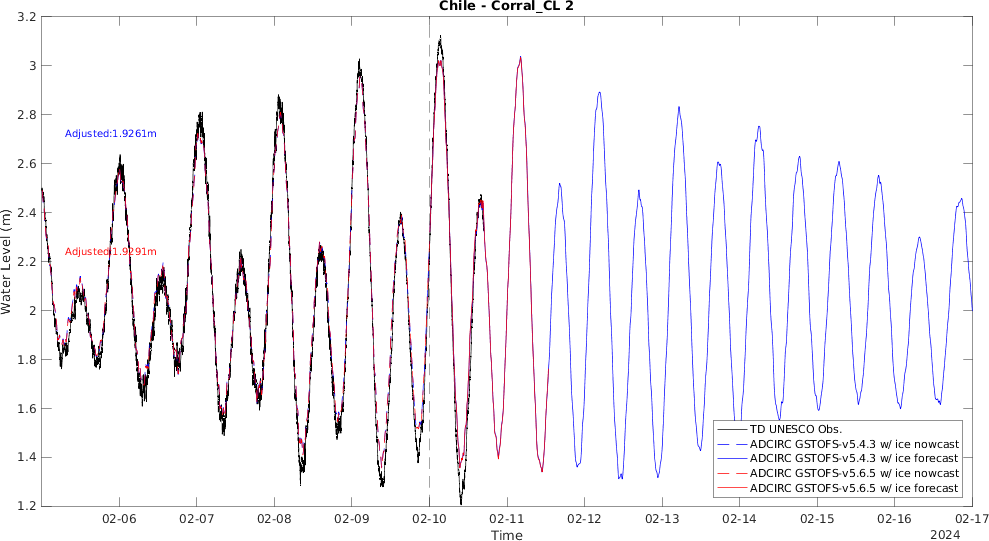 Chile - Corral_CL 2
3.2
3
2.8
2.6
2.4
2.2
2
1.8
1.6
1.4
1.2
Water Level (m)
Adjusted:1.9261m
Adjusted:1.9291m
TD UNESCO Obs.
ADCIRC GSTOFS-v5.4.3 w/ ice nowcast
ADCIRC GSTOFS-v5.4.3 w/ ice forecast
ADCIRC GSTOFS-v5.6.5 w/ ice nowcast
ADCIRC GSTOFS-v5.6.5 w/ ice forecast
02-06 02-07 02-08 02-09 02-10 02-11 02-12 02-13 02-14 02-15 02-16 02-17
Time
2024